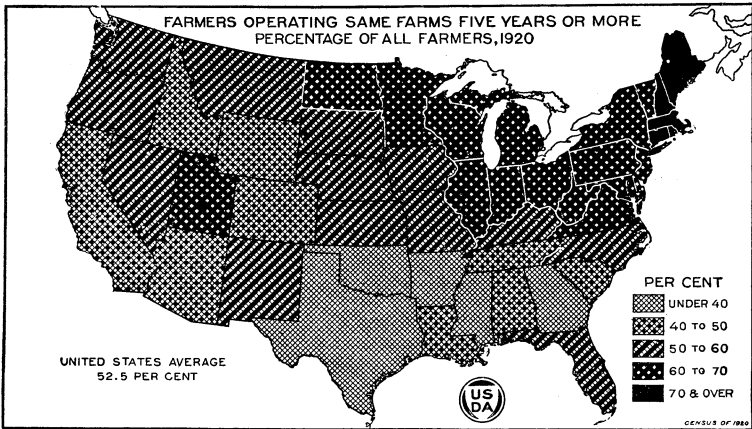 FARMERS OPERATING SAME FARMS FIVE YEARS OR MORE
PERCENTAGE OF ALL FARMERS, 1920
PER CENT
UNDER 40
40 TO 50
50 TO 60
60 TO 70
70 & OVER
UNITED STATES AVERAGE
52.5 PER CENT
US
DA
CENSUS OF 1920